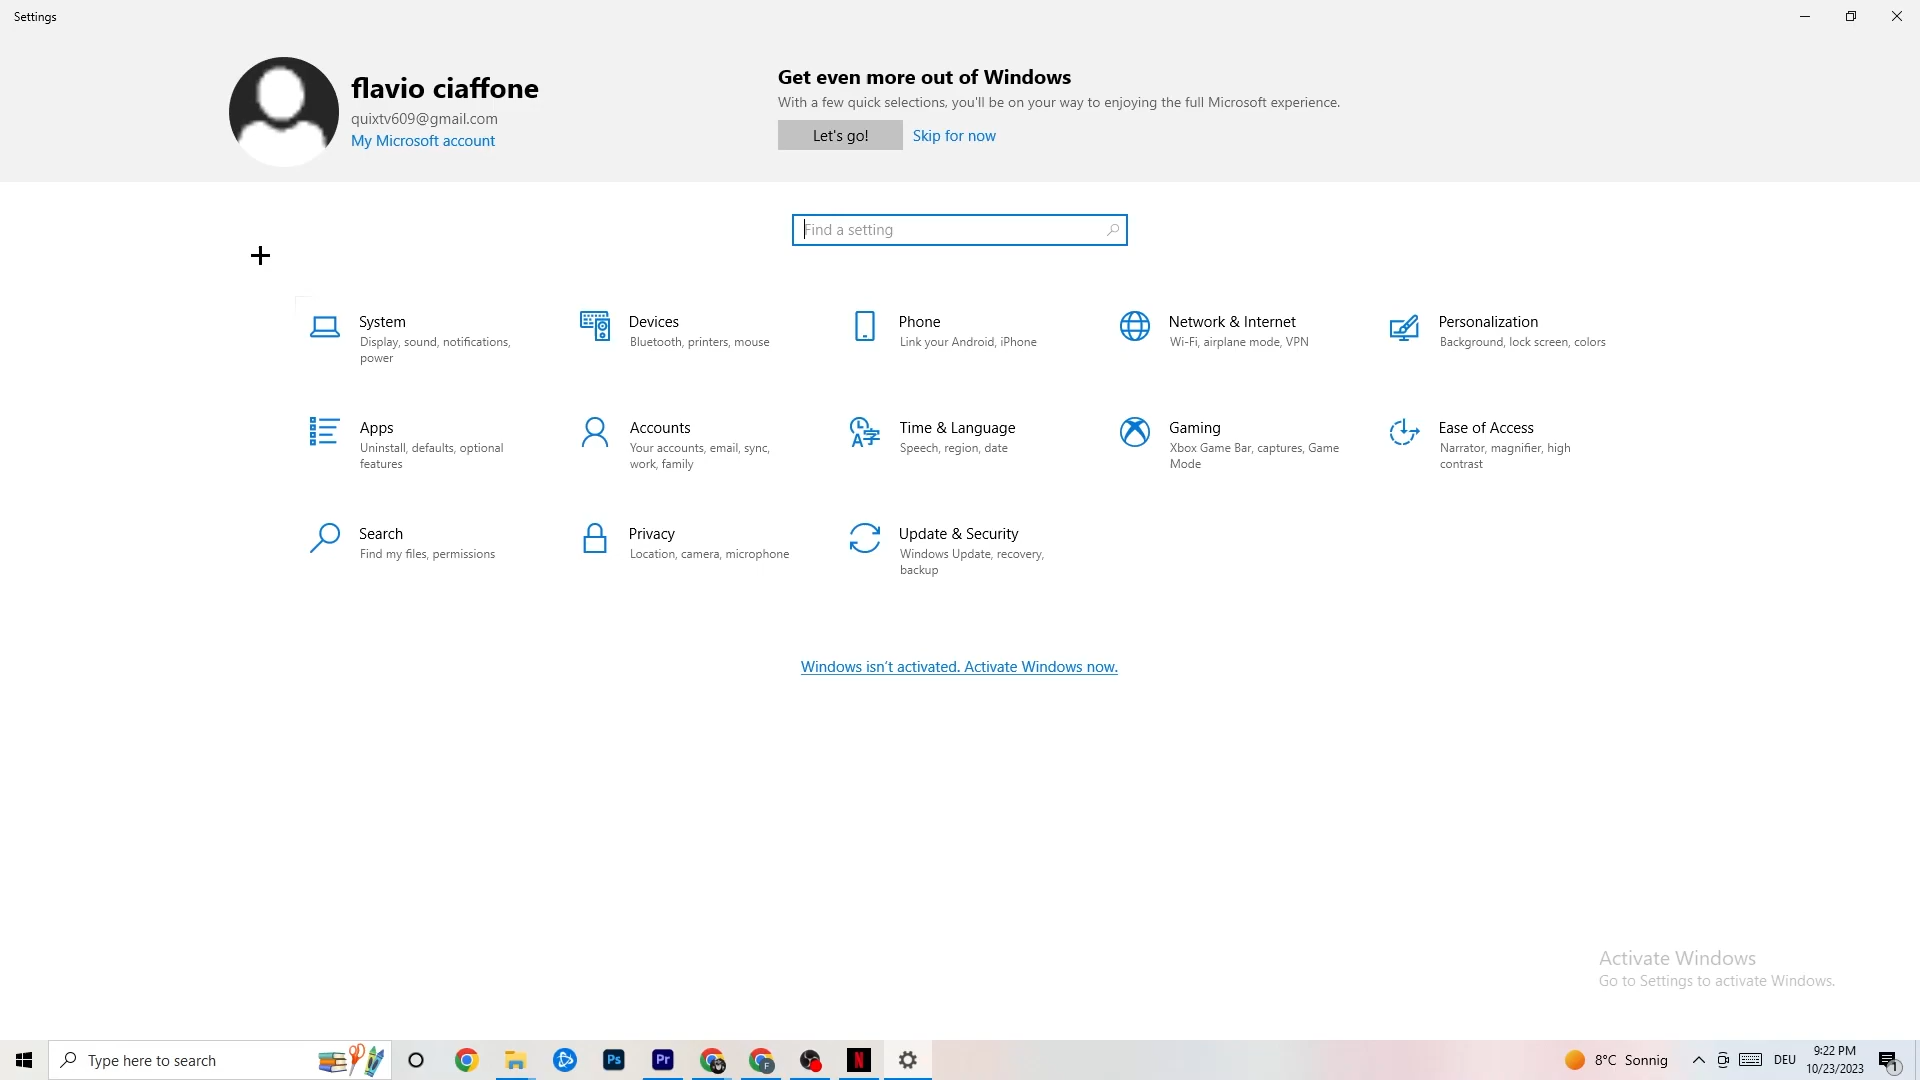 Settings
flavio ciaffone
quixtv609@gmail.com
My Microsoft account
Get even more out of Windows
With a few quick selections, you'll be on your way to enjoying the full Microsoft experience.
Let's go!
Skip for now
Find a setting
System
Display, sound, notifications,
power
Devices
Bluetooth, printers, mouse
Phone
Link your Android, iPhone
Network & Internet
Wi-Fi, airplane mode, VPN
Personalization
Background, lock screen, colors
Apps
Uninstall, defaults, optional
features
Accounts
Your accounts, email, sync,
work, family
Time & Language
Speech, region, date
Gaming
Xbox Game Bar, captures, Game
Mode
Ease of Access
Narrator, magnifier, high
contrast
Search
Find my files, permissions
Privacy
Location, camera, microphone
Update & Security
Windows Update, recovery,
backup
Windows isn't activated. Activate Windows now.
Activate Windows
Go to Settings to activate Windows.
Type here to search
Ps
Pr
F
N
8°C Sonnig
DEU
9:22 PM
10/23/2023
1